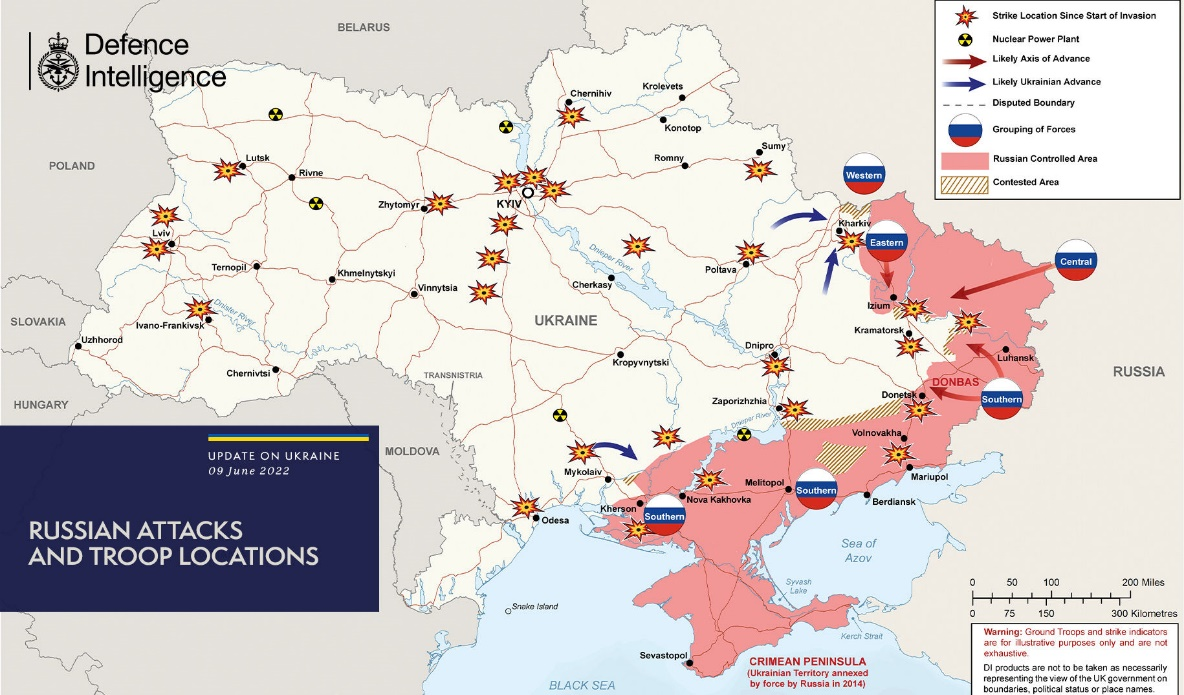 Defence
Intelligence
BELARUS
POLAND
SLOVAKIA
HUNGARY
MOLDOVA
TRANSNISTRIA
UKRAINE
RUSSIA
Strike Location Since Start of Invasion
Nuclear Power Plant
Likely Axis of Advance
Likely Ukrainian Advance
Disputed Boundary
Grouping of Forces
Russian Controlled Area
Contested Area
Chernihiv
Krolevets
Konotop
Sumy
Romny
Lutsk
Rivne
Zhytomyr
KYIV
Lviv
Ternopil
Khmelnytskyi
Vinnytsia
Cherkasy
Poltava
Dnieper River
Kharkiv
Western
Eastern
Central
Izium
Kramatorsk
Luhansk
Ivano-Frankivsk
Dnister River
Uzhhorod
Chernivtsi
Kropyvnytski
Dnipro
Zaporizhzhia
Dnieper River
DONBAS
Donetsk
Southern
Volnovakha
Mariupol
Berdiansk
Melitopol
Southern
Mykolaiv
Kherson
Nova Kakhovka
Southern
Odesa
Snake Island
Sea of
Azov
Syvash
Lake
Kerch Strait
Sevastopol
CRIMEAN PENINSULA
(Ukrainian Territory annexed
by force by Russia in 2014)
BLACK SEA
UPDATE ON UKRAINE
09 June 2022
RUSSIAN ATTACKS
AND TROOP LOCATIONS
0 50 100 200 Miles
0 75 150 300 Kilometres
Warning: Ground Troops and strike indicators
are for illustrative purposes only and are not
exhaustive.
DI products are not to be taken as necessarily
representing the view of the UK government on
boundaries, political status or place names.